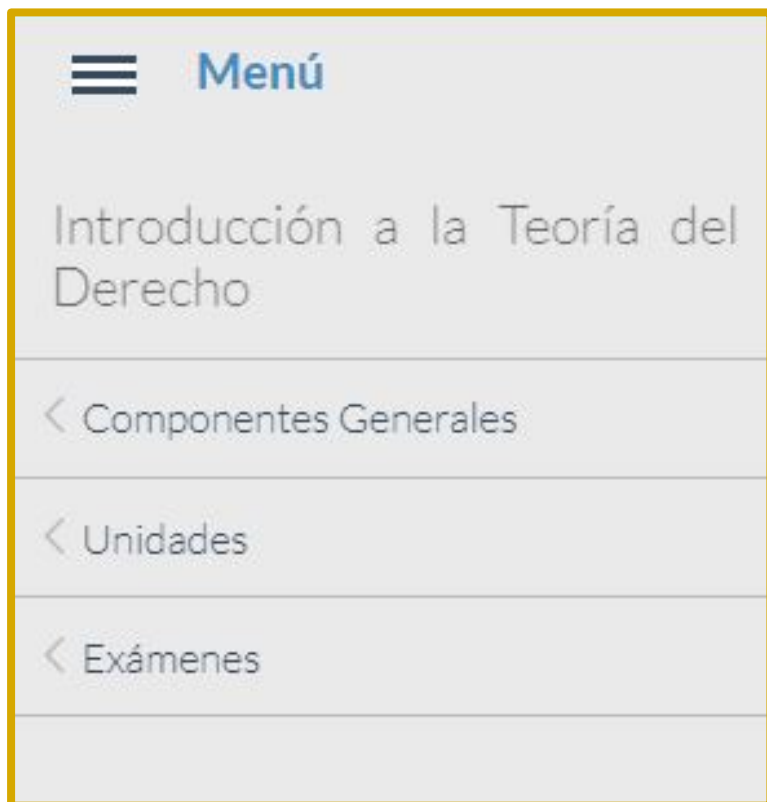 Menú
Introducción a la Teoría del
Derecho
Componentes Generales
Unidades
Exámenes